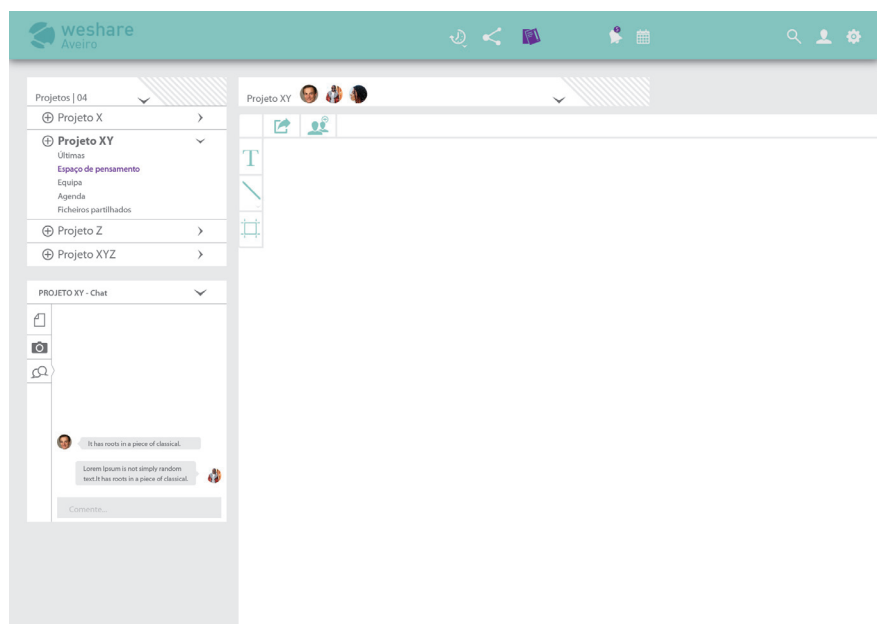 weshare
Aveiro
5
Projetos | 04
Projeto X
Projeto XY
Últimas
Espaço de pensamento
Equipa
Agenda
Ficheiros partilhados
Projeto Z
Projeto XYZ
PROJETO XY - Chat
It has roots in a piece of classical.
Lorem Ipsum is not simply random
text.It has roots in a piece of classical.
Comente...
Projeto XY
T